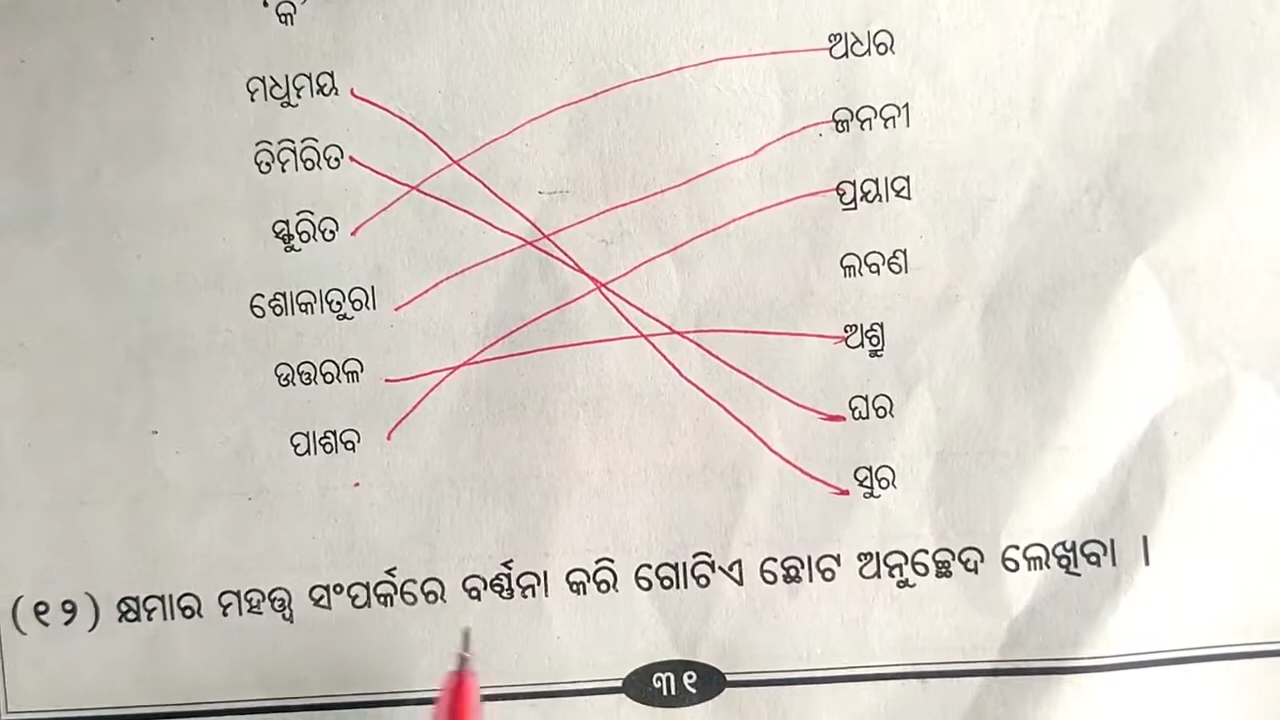 'କ'
ମଧୁମୟ ଅଧର
ତିମିରିତ ଜନନୀ
ସ୍ଫୁରିତ ପ୍ରୟାସ
ଶୋକାତୁରା ଲବଣ
ଉତ୍ତରଳ ଅଶ୍ରୁ
ପାଶବ ଘର
ସୁର
(୧୨) କ୍ଷମାର ମହତ୍ତ୍ୱ ସଂପର୍କରେ ବର୍ଣ୍ଣନା କରି ଗୋଟିଏ ଛୋଟ ଅନୁଚ୍ଛେଦ ଲେଖିବା ।
୩୧